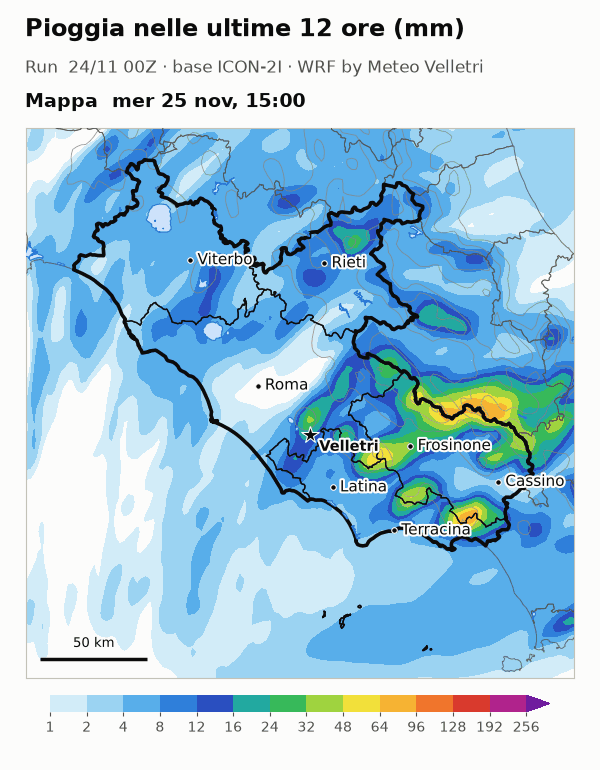 Pioggia nelle ultime 12 ore (mm)
Run  24/11 00Z · base ICON-2I · WRF by Meteo Velletri
Mappa  mer 25 nov, 15:00
Viterbo
Rieti
Roma
Velletri
Frosinone
Latina
Cassino
Terracina
50 km
1 2 4 8 12 16 24 32 48 64 96 128 192 256